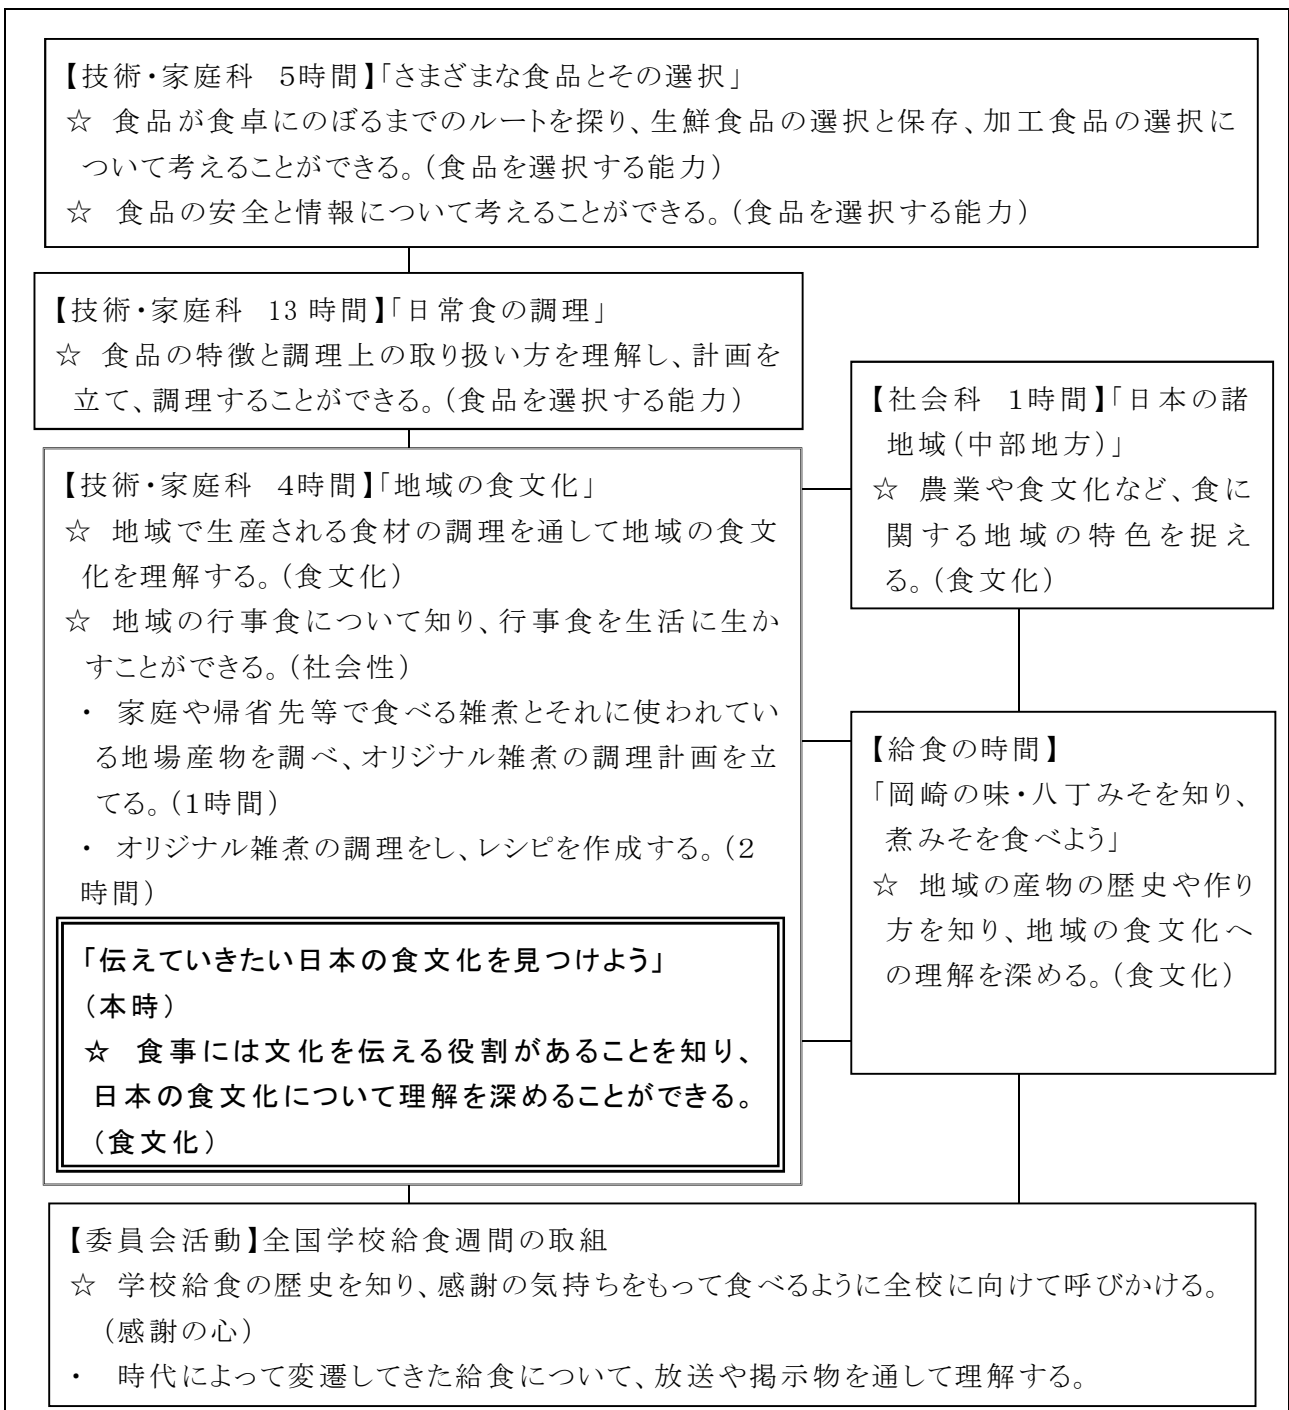 【技術・家庭科　5時間】「さまざまな食品とその選択」
☆　食品が食卓にのぼるまでのルートを探り、生鮮食品の選択と保存、加工食品の選択に
ついて考えることができる。（食品を選択する能力）
☆　食品の安全と情報について考えることができる。（食品を選択する能力）
【技術・家庭科　13時間】「日常食の調理」
☆　食品の特徴と調理上の取り扱い方を理解し、計画を
立て、調理することができる。（食品を選択する能力）
【技術・家庭科　4時間】「地域の食文化」
☆　地域で生産される食材の調理を通して地域の食文
化を理解する。（食文化）
☆　地域の行事食について知り、行事食を生活に生か
すことができる。（社会性）
・　家庭や帰省先等で食べる雑煮とそれに使われてい
る地場産物を調べ、オリジナル雑煮の調理計画を立
てる。（1時間）
・　オリジナル雑煮の調理をし、レシピを作成する。（2
時間）
「伝えていきたい日本の食文化を見つけよう」
（本時）
☆　食事には文化を伝える役割があることを知り、
日本の食文化について理解を深めることができる。
（食文化）
【社会科　1時間】「日本の諸
地域（中部地方）」
☆　農業や食文化など、食に
関する地域の特色を捉え
る。（食文化）
【給食の時間】
「岡崎の味・八丁みそを知り、
煮みそを食べよう」
☆　地域の産物の歴史や作り
方を知り、地域の食文化へ
の理解を深める。（食文化）
【委員会活動】全国学校給食週間の取組
☆　学校給食の歴史を知り、感謝の気持ちをもって食べるように全校に向けて呼びかける。
（感謝の心）
・　時代によって変遷してきた給食について、放送や掲示物を通して理解する。